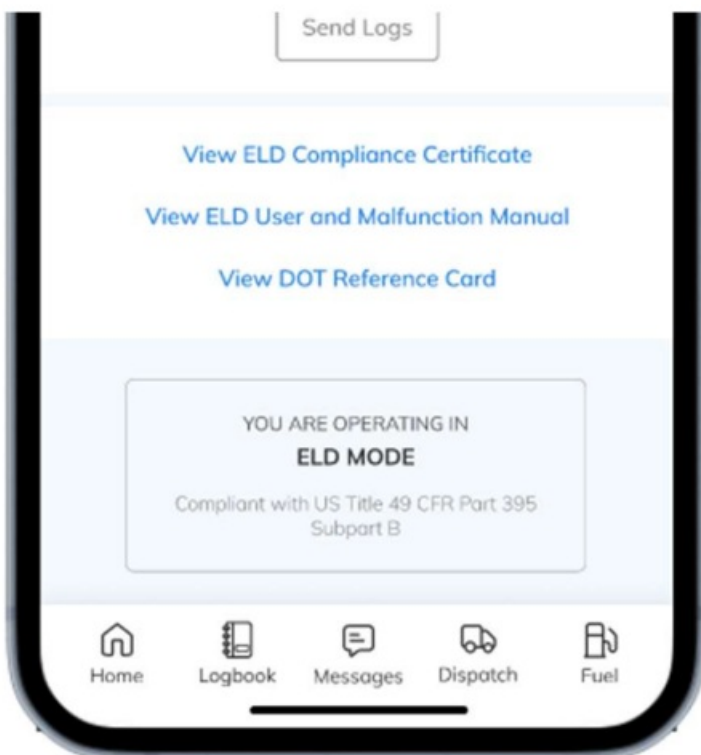 Send Logs
View ELD Compliance Certificate
View ELD User and Malfunction Manual
View DOT Reference Card
YOU ARE OPERATING IN
ELD MODE
Compliant with US Title 49 CFR Part 395
Subpart B
Home Logbook Messages Dispatch Fuel